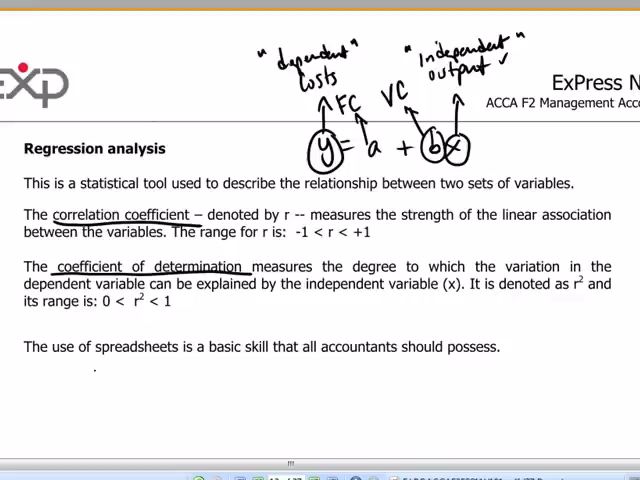 "dependent" "Independent"
Costs output ✓
FC VC
y = a + bx
EXP
ExPress N
ACCA F2 Management Acco
Regression analysis
This is a statistical tool used to describe the relationship between two sets of variables.
The correlation coefficient – denoted by r -- measures the strength of the linear association
between the variables. The range for r is: -1 < r < +1
The coefficient of determination measures the degree to which the variation in the
dependent variable can be explained by the independent variable (x). It is denoted as r² and
its range is: 0 < r² < 1
The use of spreadsheets is a basic skill that all accountants should possess.